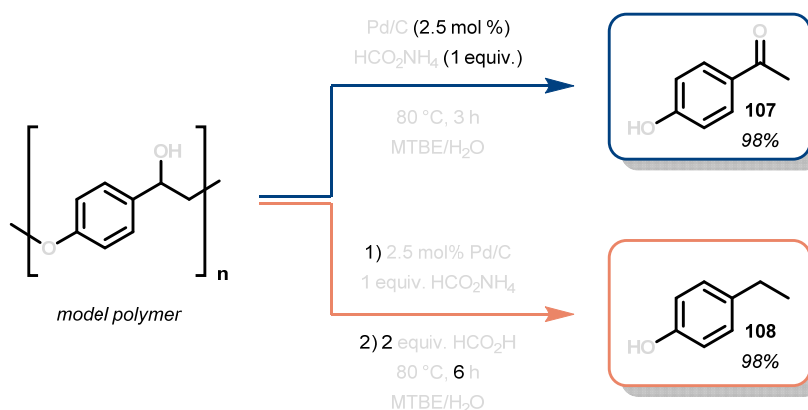 Pd/C (2.5 mol %)
HCO₂NH₄ (1 equiv.)
80 °C, 3 h
MTBE/H₂O
O
HO
107
98%
OH
O
n
model polymer
1) 2.5 mol% Pd/C
1 equiv. HCO₂NH₄
2) 2 equiv. HCO₂H
80 °C, 6 h
MTBE/H₂O
HO
108
98%